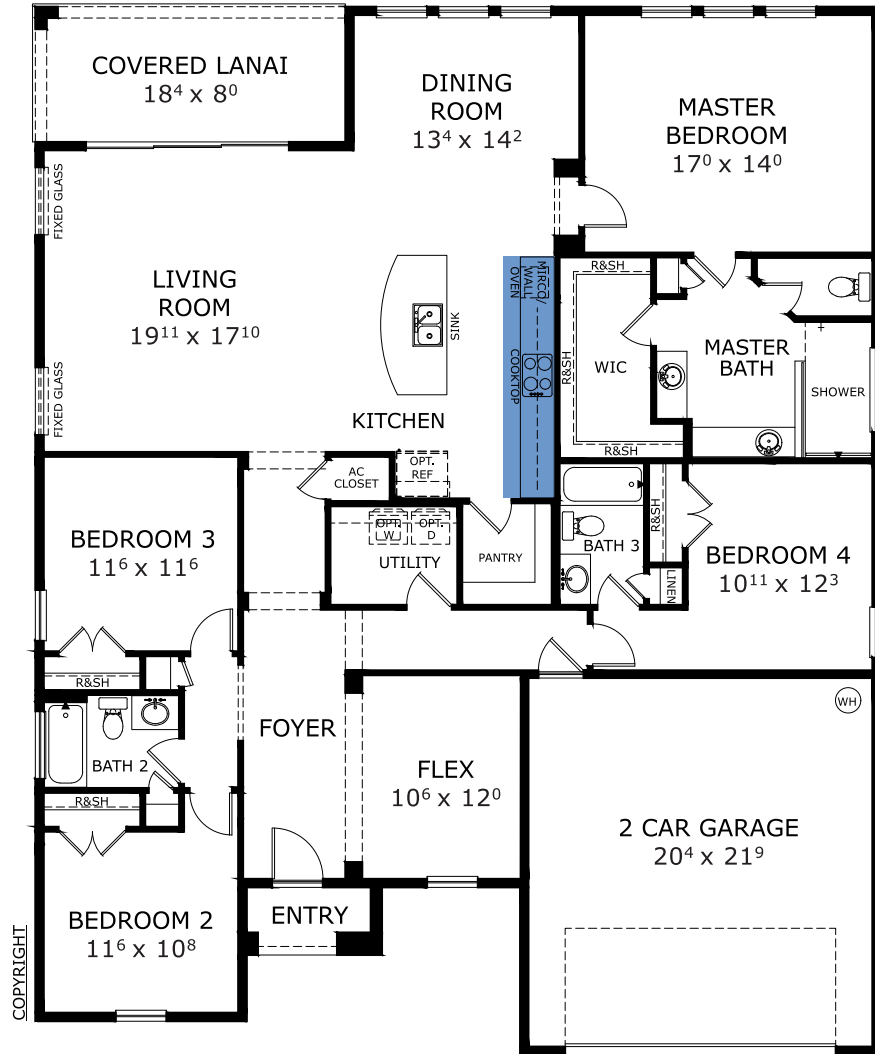 COVERED LANAI
18⁴ x 8⁰
DINING
ROOM
13⁴ x 14²
MASTER
BEDROOM
17⁰ x 14⁰
FIXED GLASS
LIVING
ROOM
19¹¹ x 17¹⁰
SINK
MIRCO/
WALL
OVEN
COOKTOP
R&SH
R&SH
WIC
R&SH
MASTER
BATH
SHOWER
FIXED GLASS
KITCHEN
AC
CLOSET
OPT.
REF
BEDROOM 3
11⁶ x 11⁶
OPT.
W
OPT.
D
UTILITY
PANTRY
BATH 3
R&SH
LINEN
BEDROOM 4
10¹¹ x 12³
R&SH
BATH 2
R&SH
FOYER
FLEX
10⁶ x 12⁰
WH
2 CAR GARAGE
20⁴ x 21⁹
BEDROOM 2
11⁶ x 10⁸
ENTRY
COPYRIGHT